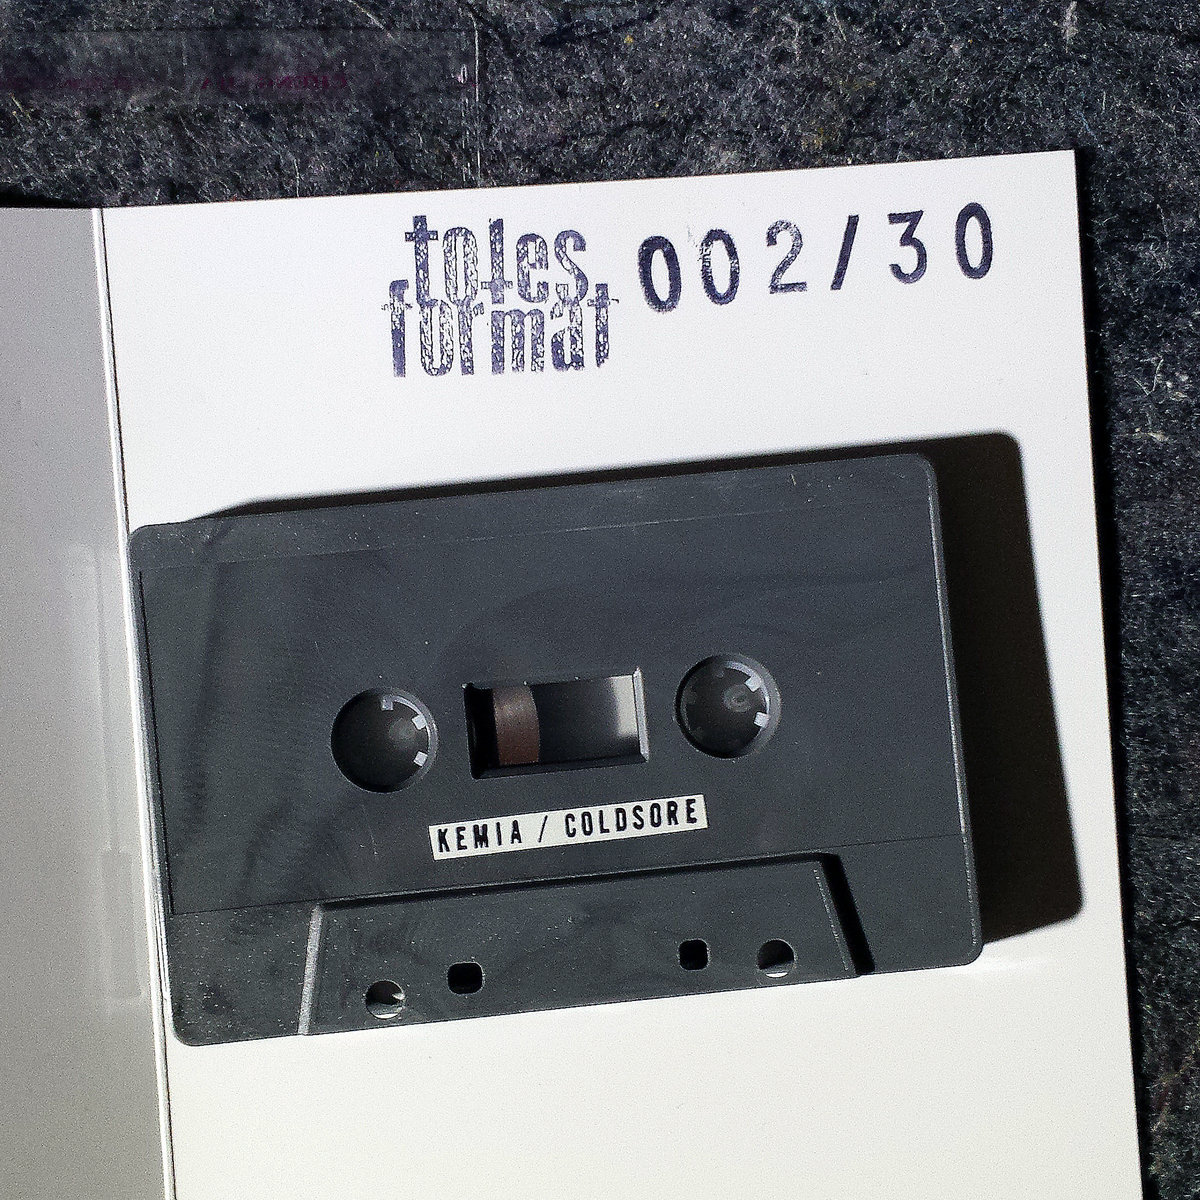 totes
format
002/30
KEMIA / COLDSORE